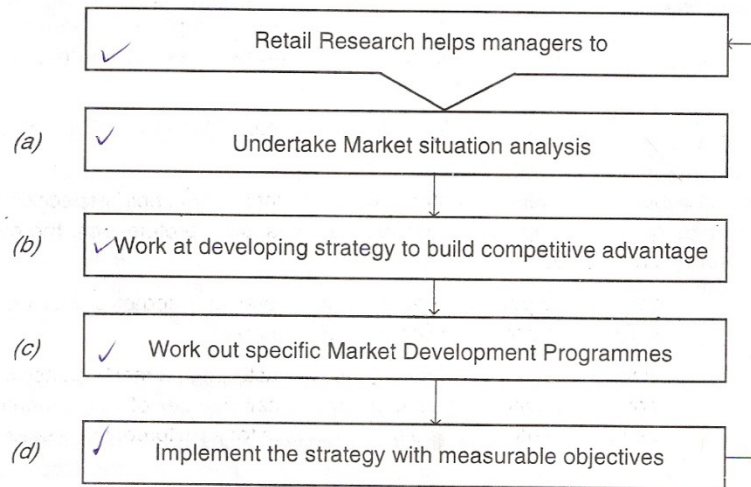 Retail Research helps managers to
(a) Undertake Market situation analysis
(b) Work at developing strategy to build competitive advantage
(c) Work out specific Market Development Programmes
(d) Implement the strategy with measurable objectives